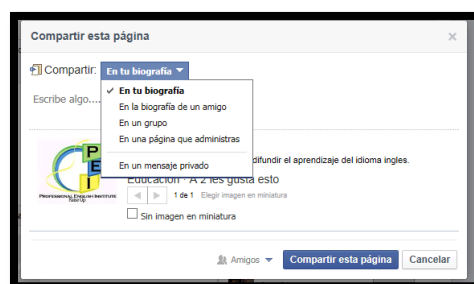 Compartir esta página
Compartir: En tu biografía
Escribe algo....
✓ En tu biografía
En la biografía de un amigo
En un grupo
En una página que administras
En un mensaje privado
difundir el aprendizaje del idioma ingles.
Educación · A 2 les gusta esto
1 de 1 Elegir imagen en miniatura
Sin imagen en miniatura
P
E
I
PROFESSIONAL ENGLISH INSTITUTE
Amigos
Compartir esta página
Cancelar